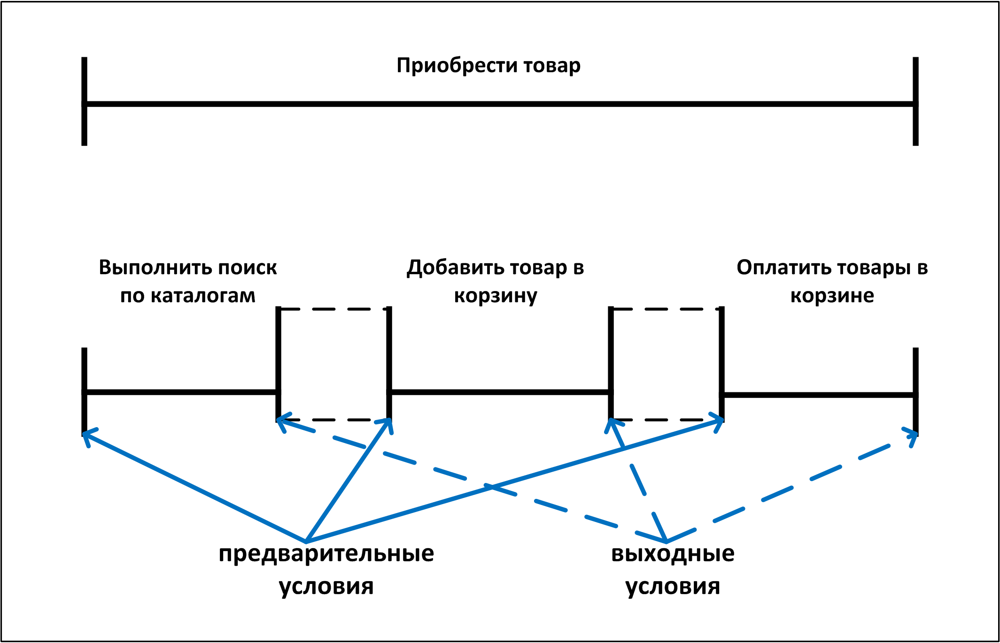 Приобрести товар
Выполнить поиск
по каталогам
Добавить товар в
корзину
Оплатить товары в
корзине
предварительные
условия
выходные
условия